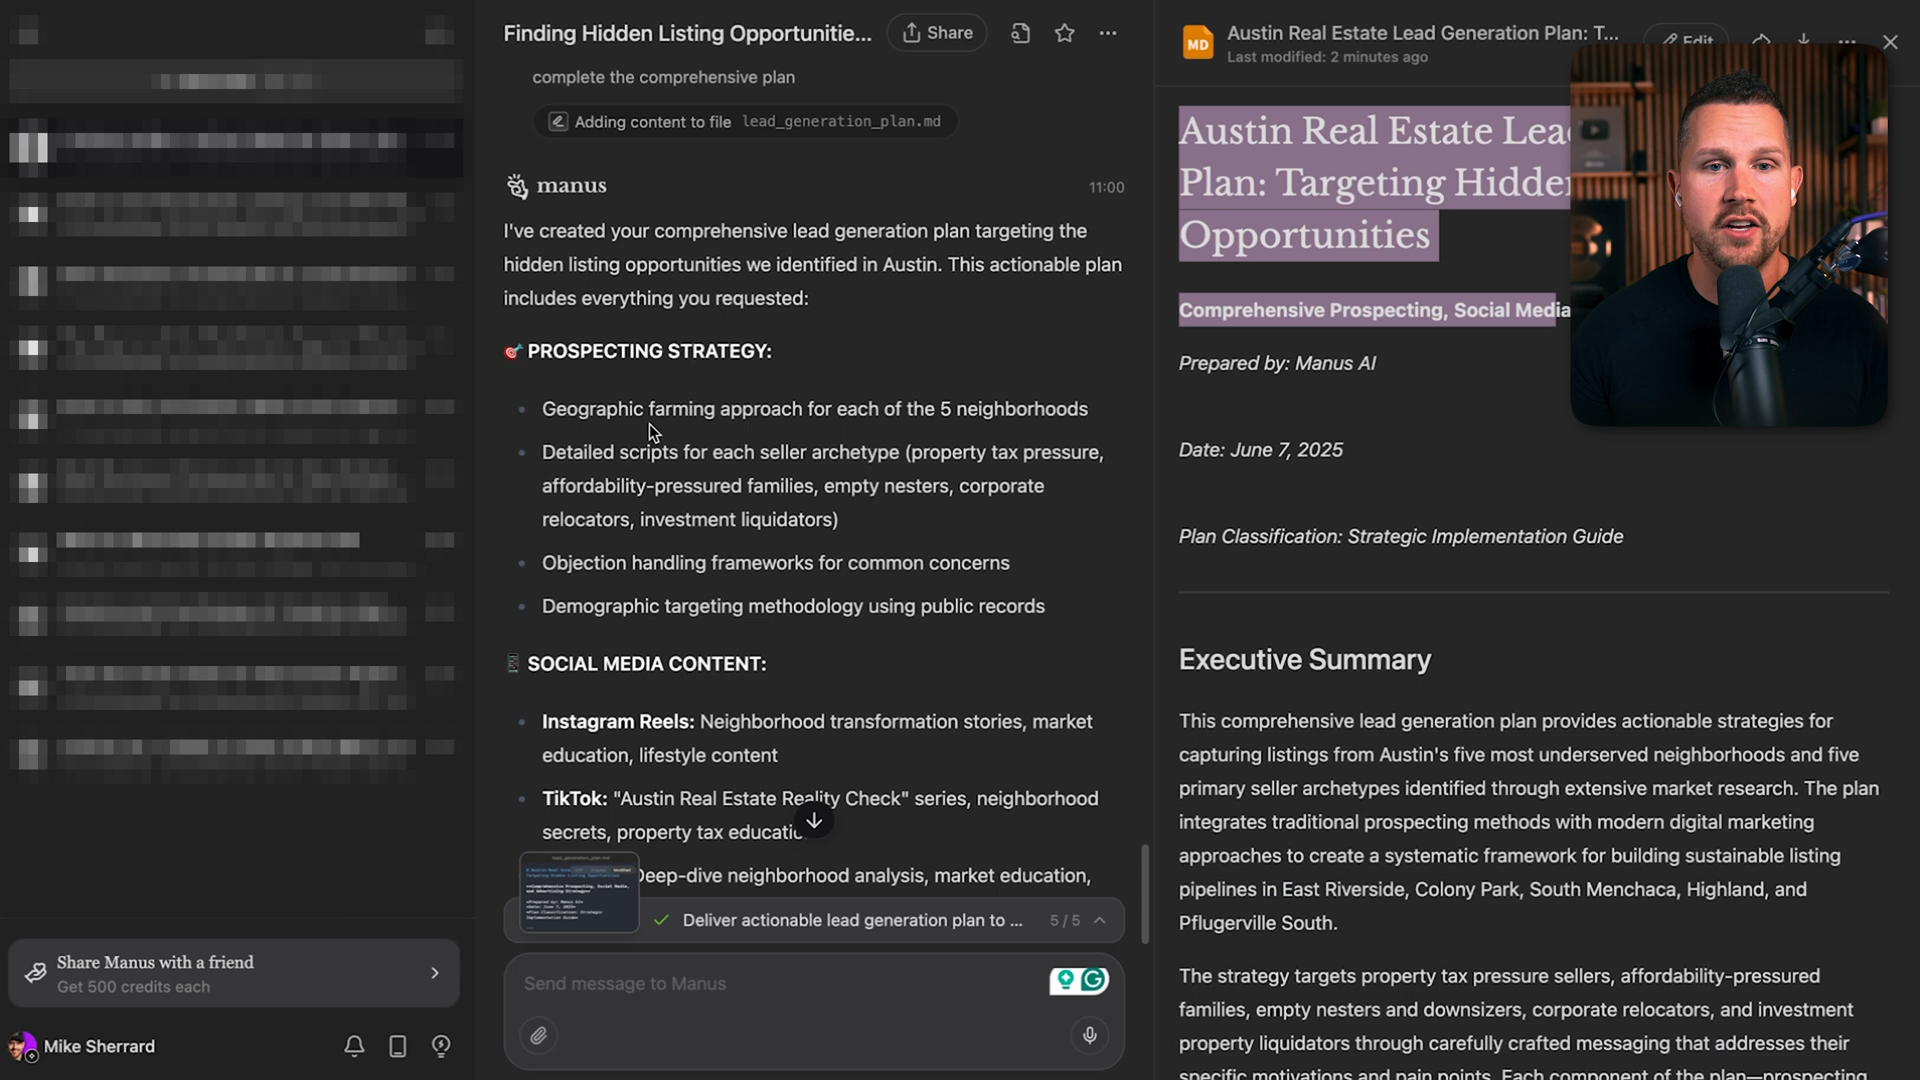 Finding Hidden Listing Opportunitie...
Share
complete the comprehensive plan
Adding content to file lead_generation_plan.md
manus
11:00
I've created your comprehensive lead generation plan targeting the
hidden listing opportunities we identified in Austin. This actionable plan
includes everything you requested:
🎯 PROSPECTING STRATEGY:
Geographic farming approach for each of the 5 neighborhoods
Detailed scripts for each seller archetype (property tax pressure,
affordability-pressured families, empty nesters, corporate
relocators, investment liquidators)
Objection handling frameworks for common concerns
Demographic targeting methodology using public records
📱 SOCIAL MEDIA CONTENT:
Instagram Reels: Neighborhood transformation stories, market
education, lifestyle content
TikTok: "Austin Real Estate Reality Check" series, neighborhood
secrets, property tax
Deep-dive neighborhood analysis, market education,
Deliver actionable lead generation plan to ...
5 / 5
Send message to Manus
Share Manus with a friend
Get 500 credits each
Mike Sherrard
MD
Austin Real Estate Lead Generation Plan: T...
Last modified: 2 minutes ago
Edit
Austin Real Estate
Plan: Targeting
Opportunities
Comprehensive Prospecting, Social Media
Prepared by: Manus AI
Date: June 7, 2025
Plan Classification: Strategic Implementation Guide
Executive Summary
This comprehensive lead generation plan provides actionable strategies for
capturing listings from Austin's five most underserved neighborhoods and five
primary seller archetypes identified through extensive market research. The plan
integrates traditional prospecting methods with modern digital marketing
approaches to create a systematic framework for building sustainable listing
pipelines in East Riverside, Colony Park, South Menchaca, Highland, and
Pflugerville South.
The strategy targets property tax pressure sellers, affordability-pressured
families, empty nesters and downsizers, corporate relocators, and investment
property liquidators through carefully crafted messaging that addresses their
specific motivations and pain points. Each component of the plan—prospecting